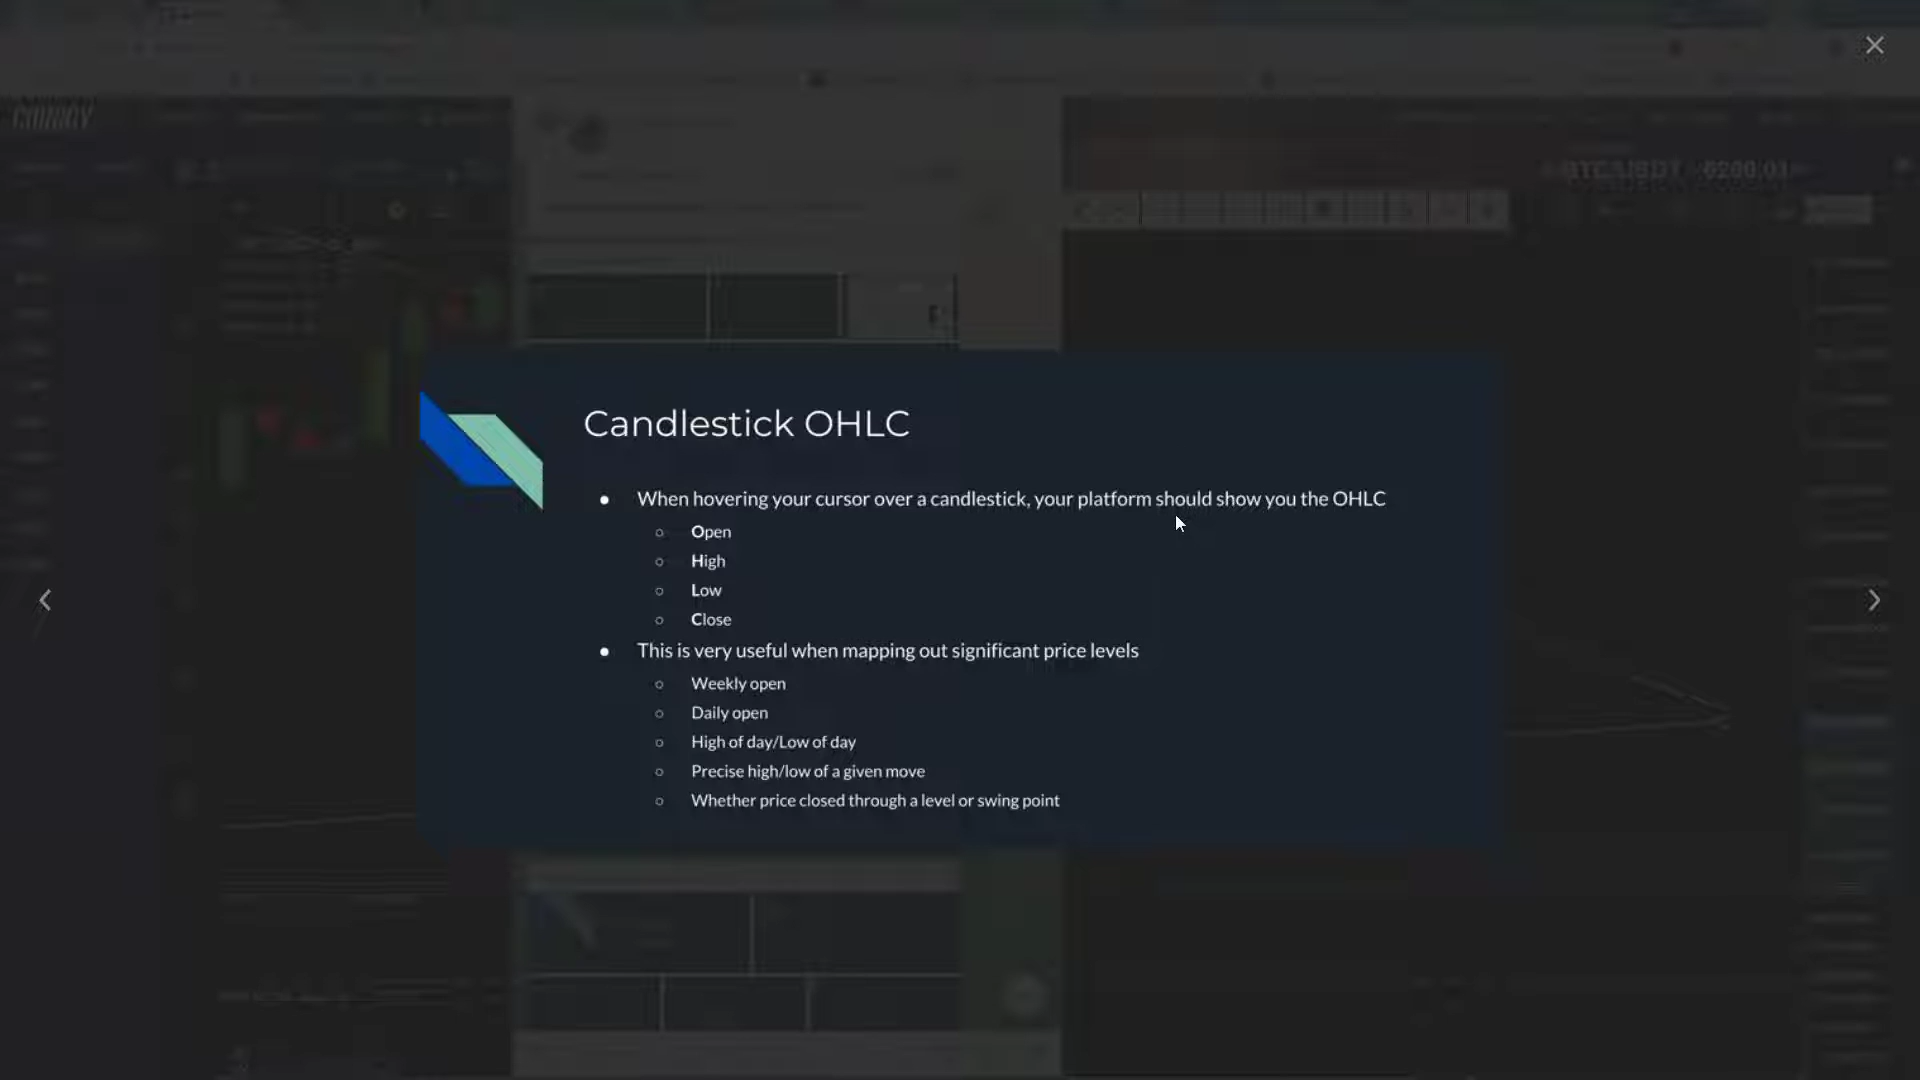 Candlestick OHLC
● When hovering your cursor over a candlestick, your platform should show you the OHLC
○ Open
○ High
○ Low
○ Close
● This is very useful when mapping out significant price levels
○ Weekly open
○ Daily open
○ High of day/Low of day
○ Precise high/low of a given move
○ Whether price closed through a level or swing point